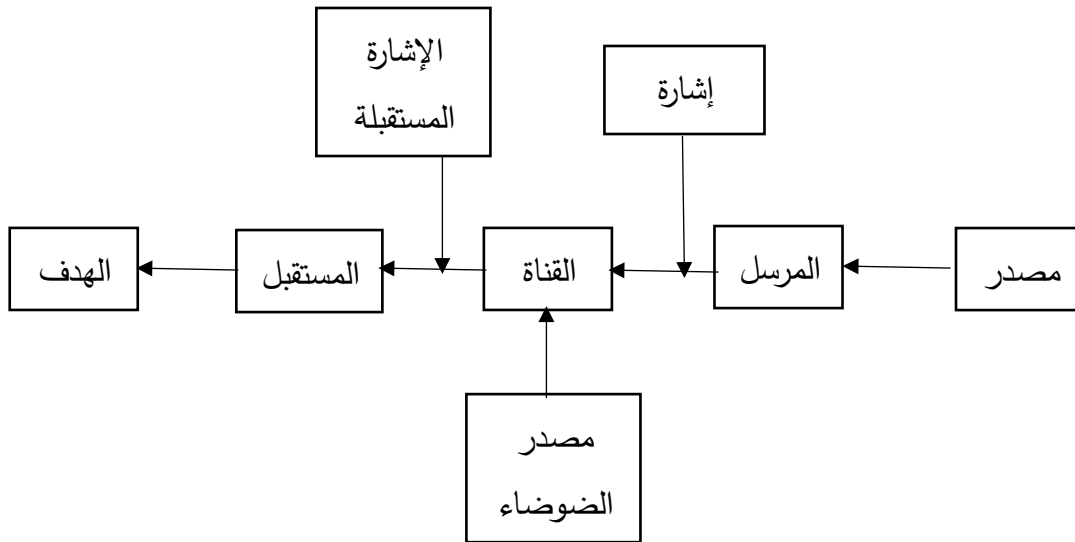 الإشارة
المستقبلة
إشارة
مصدر
المرسل
القناة
المستقبل
الهدف
مصدر
الضوضاء